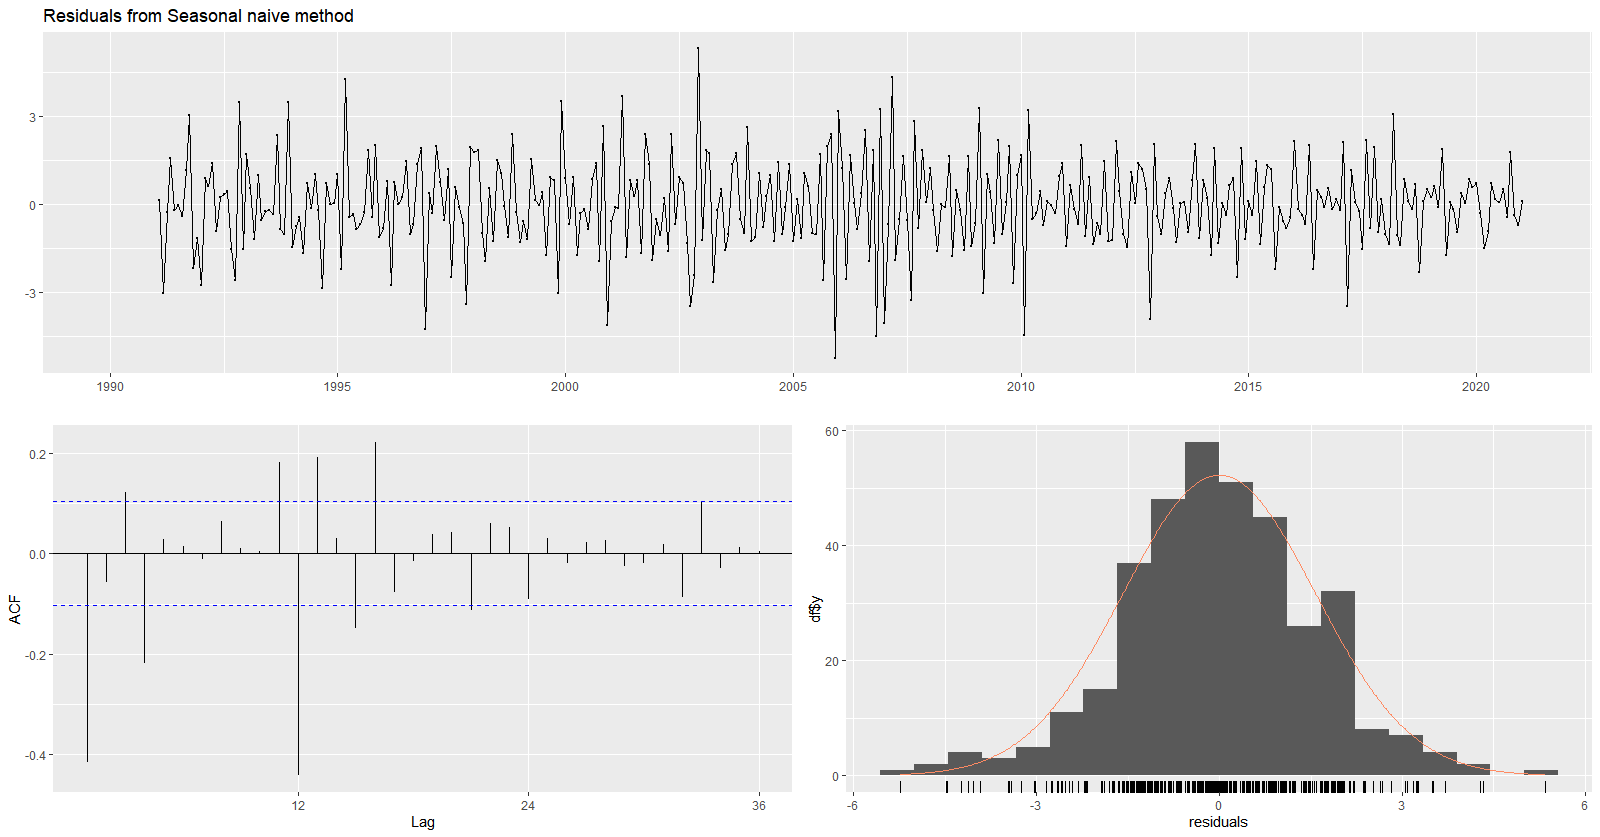 Residuals from Seasonal naive method
3
0
-3
1990 1995 2000 2005 2010 2015 2020
ACF
0.2
0.0
-0.2
-0.4
12 24 36
Lag
df$y
60
40
20
0
-6 -3 0 3 6
residuals